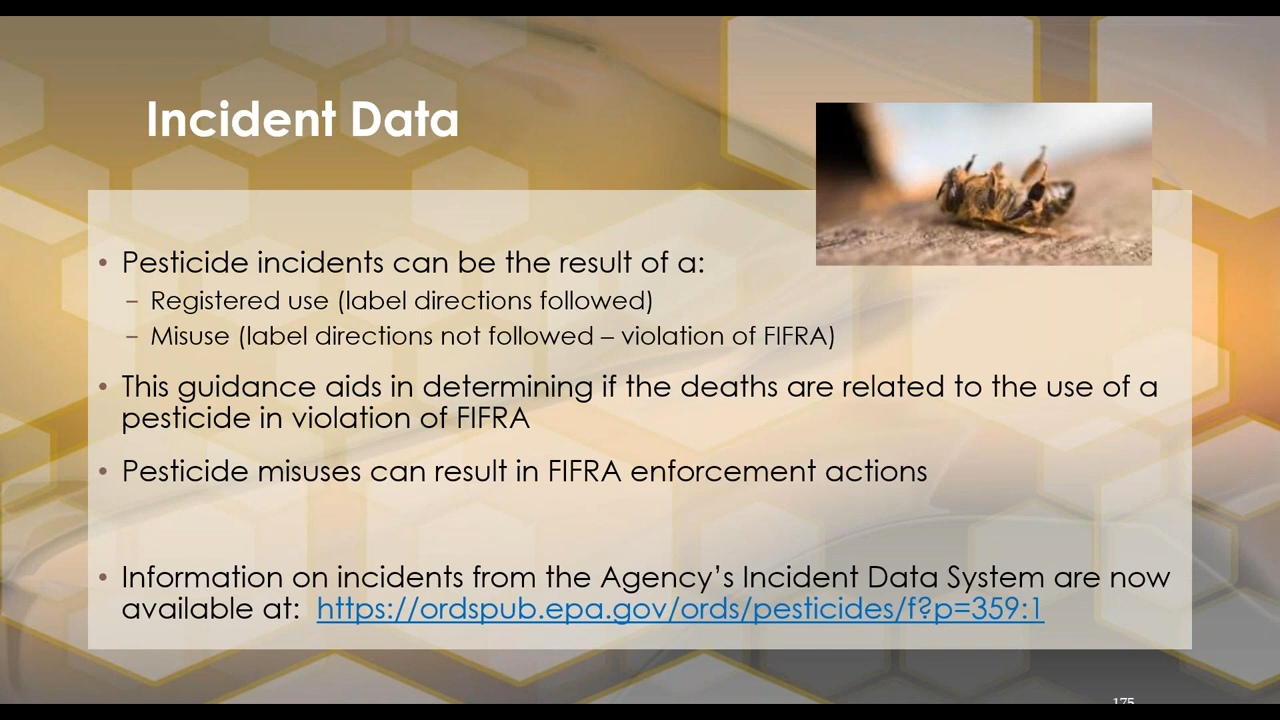 Incident Data
• Pesticide incidents can be the result of a:
– Registered use (label directions followed)
– Misuse (label directions not followed – violation of FIFRA)
• This guidance aids in determining if the deaths are related to the use of a
pesticide in violation of FIFRA
• Pesticide misuses can result in FIFRA enforcement actions
• Information on incidents from the Agency’s Incident Data System are now
available at: https://ordspub.epa.gov/ords/pesticides/f?p=359:1
175